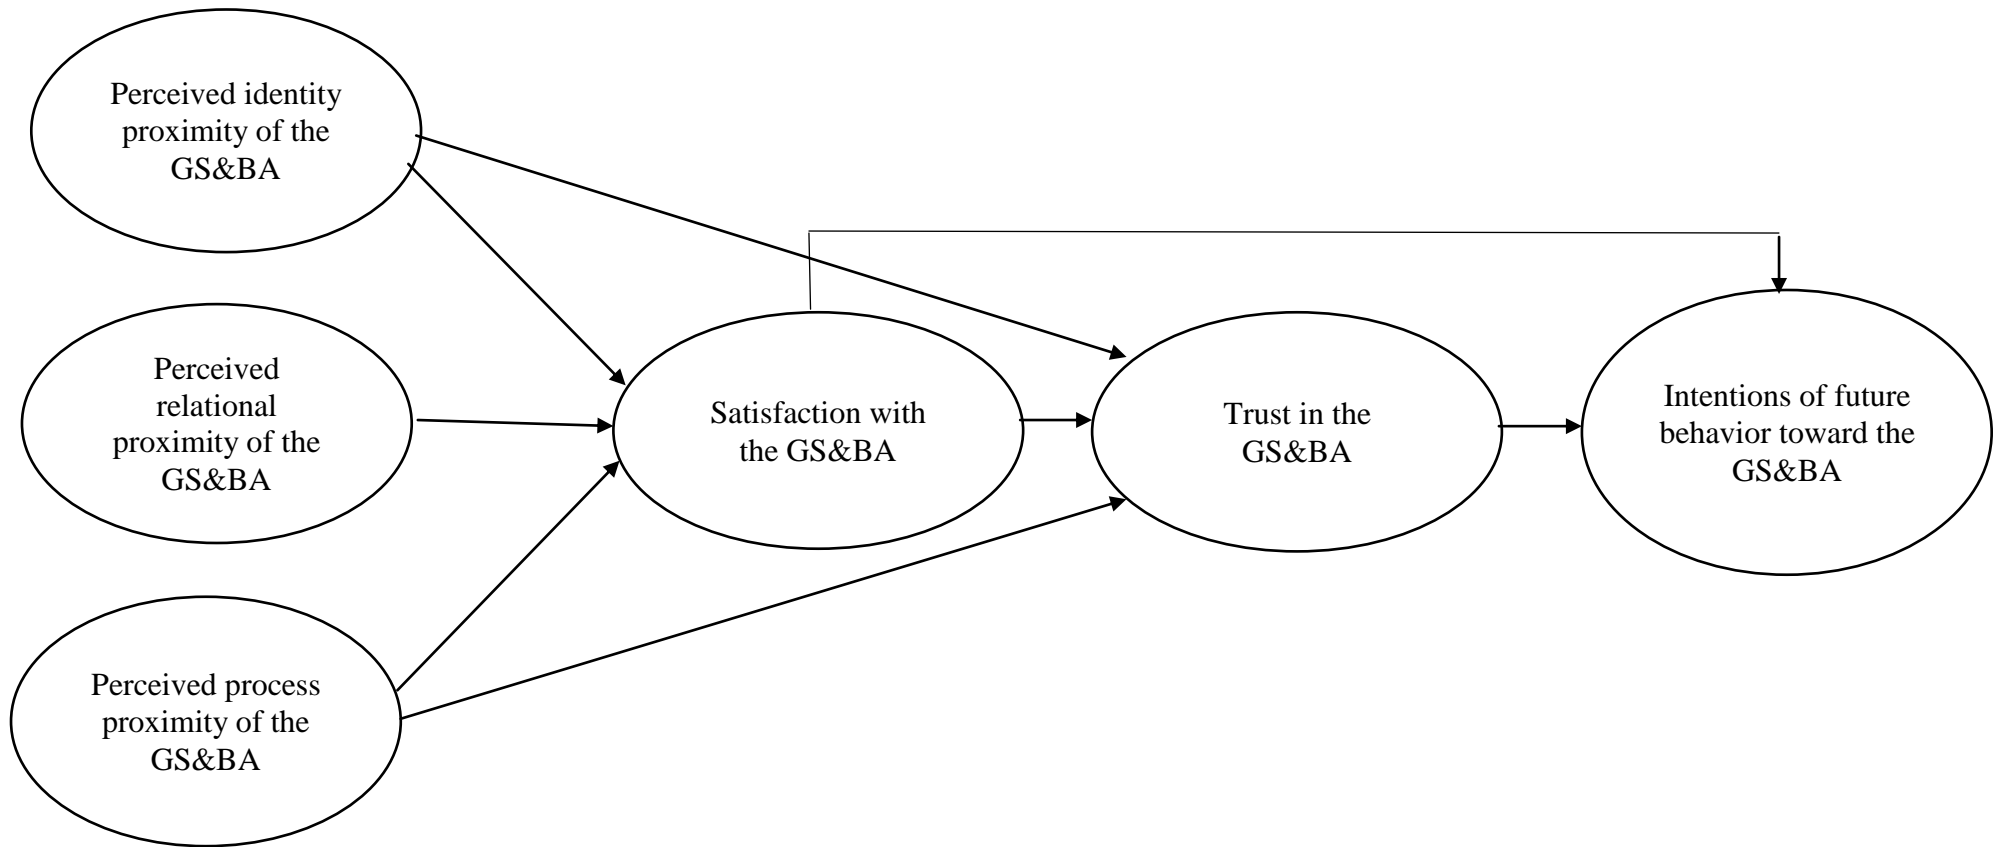 Perceived identity
proximity of the
GS&BA
Perceived
relational
proximity of the
GS&BA
Perceived process
proximity of the
GS&BA
Satisfaction with
the GS&BA
Trust in the
GS&BA
Intentions of future
behavior toward the
GS&BA